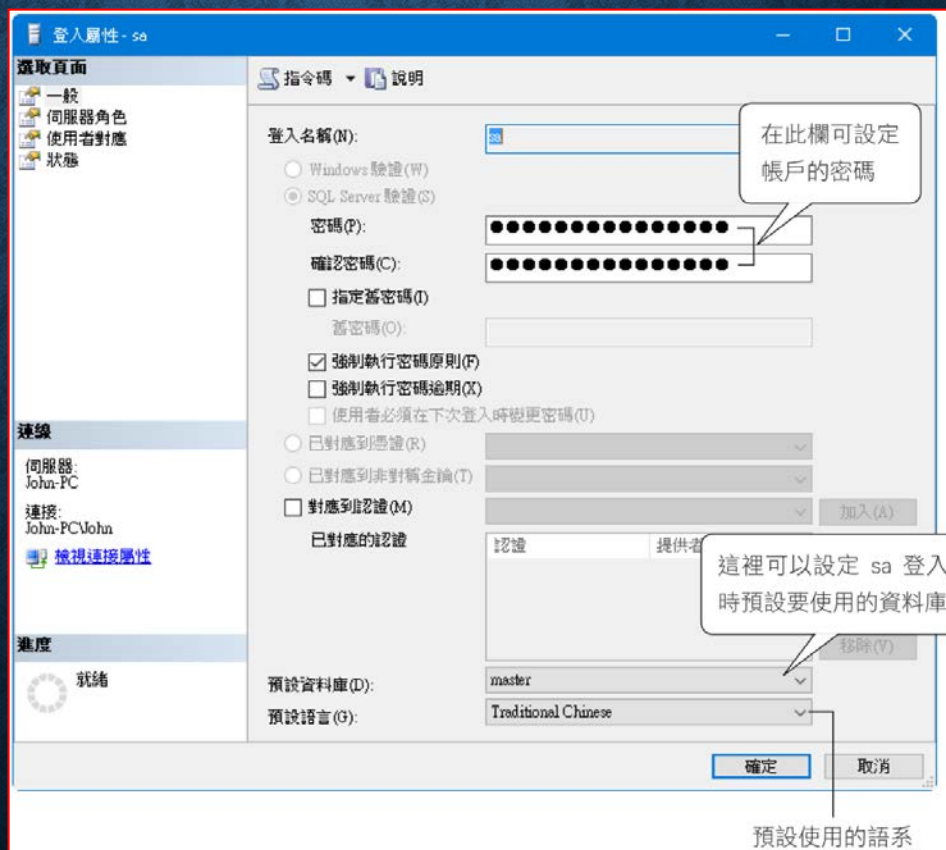 登入屬性 - sa
選取頁面
一般
伺服器角色
使用者對應
狀態
連線
伺服器:
John-PC
連接:
John-PC\John
檢視連接屬性
進度
就緒
指令碼 說明
登入名稱(N): sa
Windows 驗證(W)
SQL Server 驗證(S)
密碼(P): ●●●●●●●●●●●●●●●
確認密碼(C): ●●●●●●●●●●●●●●●
指定舊密碼(I)
舊密碼(O):
強制執行密碼原則(F)
強制執行密碼逾期(X)
使用者必須在下次登入時變更密碼(U)
已對應到憑證(R)
已對應到非對稱金鑰(T)
對應到認證(M) 加入(A)
已對應的認證 認證 提供者
移除(V)
預設資料庫(D): master
預設語言(G): Traditional Chinese
確定 取消
在此欄可設定
帳戶的密碼
這裡可以設定 sa 登入
時預設要使用的資料庫
預設使用的語系